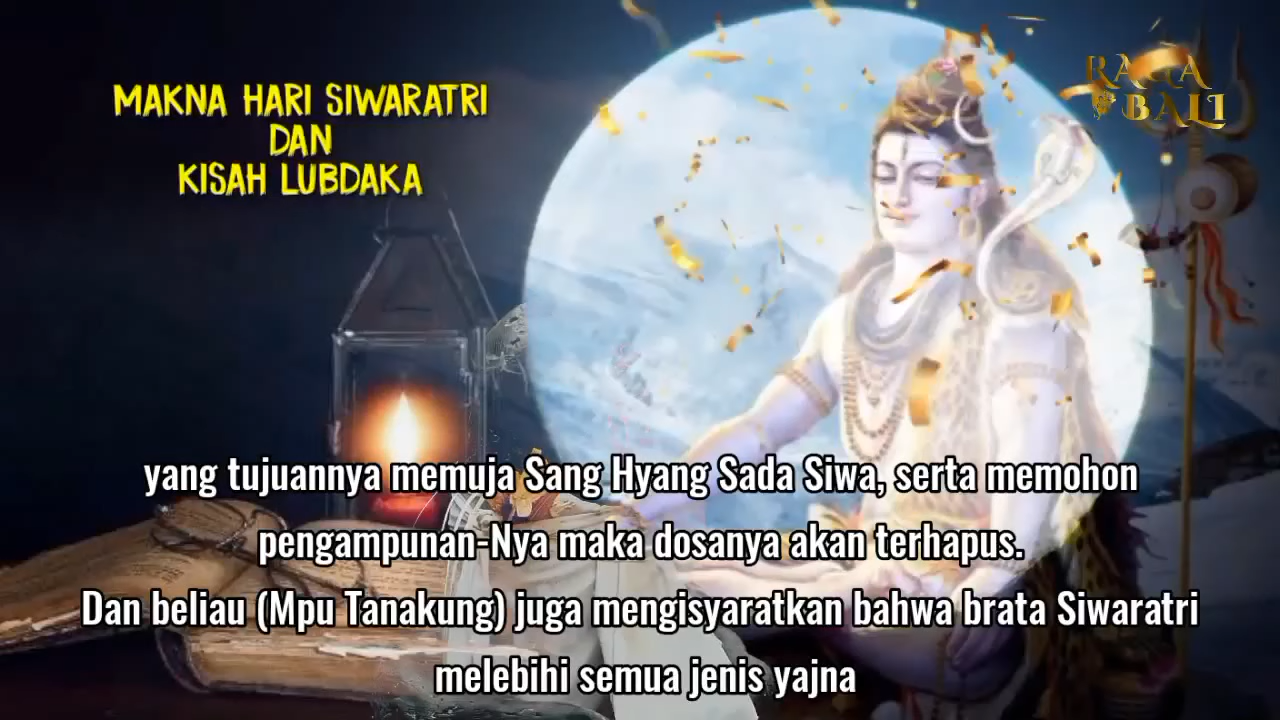 MAKNA HARI SIWARATRI
DAN
KISAH LUBDAKA
BALI
yang tujuannya memuja Sang Hyang Sada Siwa, serta memohon
pengampunan-Nya maka dosanya akan terhapus.
Dan beliau (Mpu Tanakung) juga mengisyaratkan bahwa brata Siwaratri
melebihi semua jenis yajna